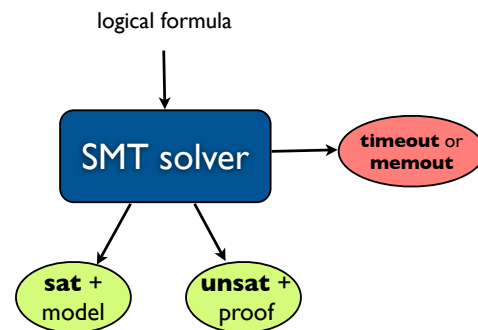 logical formula
SMT solver
timeout or
memout
sat +
model
unsat +
proof